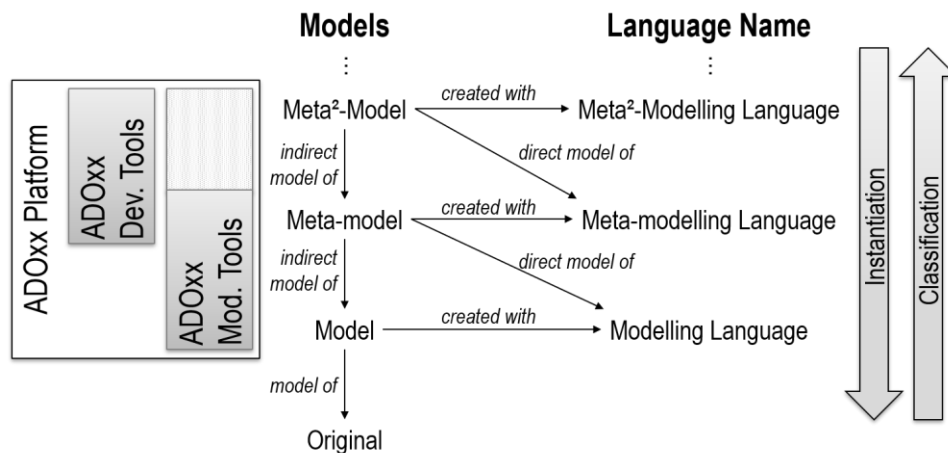 Models
Language Name
⋮
⋮
ADOxx Platform
ADOxx
Dev. Tools
ADOxx
Mod. Tools
Meta²-Model
created with
Meta²-Modelling Language
indirect
model of
direct model of
Meta-model
created with
Meta-modelling Language
indirect
model of
direct model of
Model
created with
Modelling Language
model of
Original
Instantiation
Classification